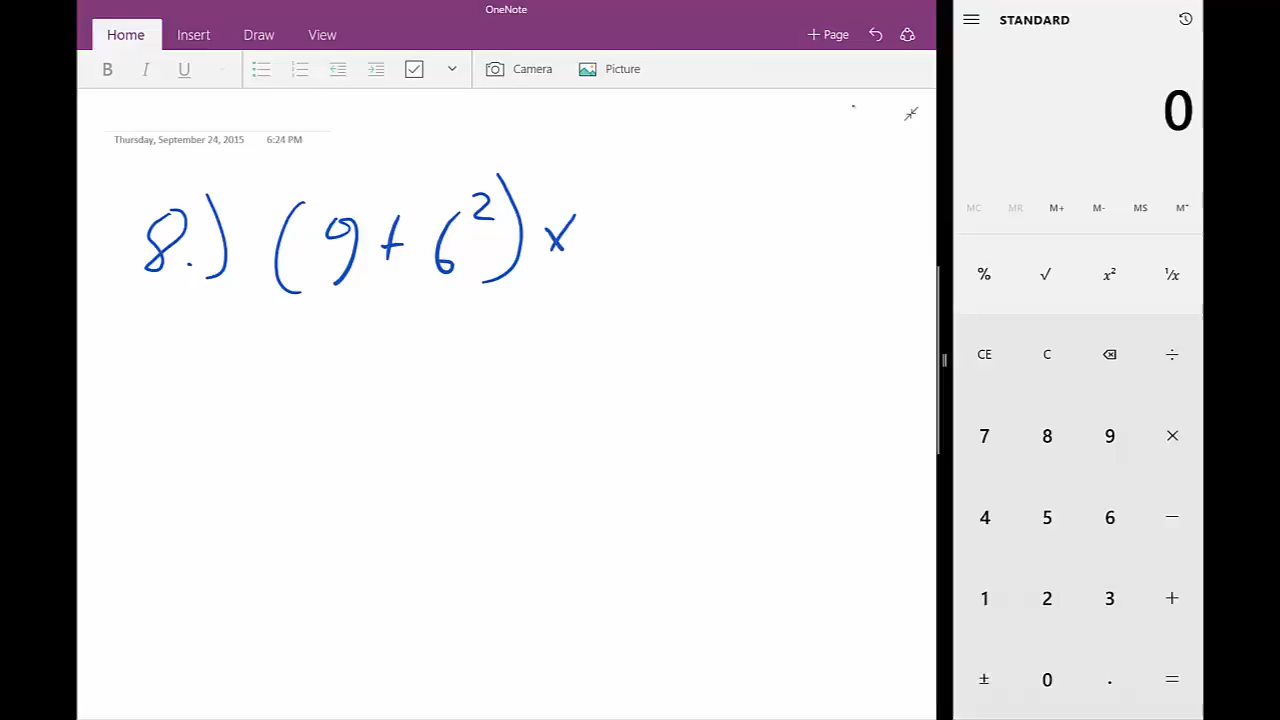 OneNote
Home Insert Draw View + Page
B I U Camera Picture
Thursday, September 24, 2015 6:24 PM
8.) (9 + 6²) x
STANDARD
0
MC MR M+ M- MS M˅
% √ x² ¹/x
CE C ÷
7 8 9 ×
4 5 6 −
1 2 3 +
± 0 . =